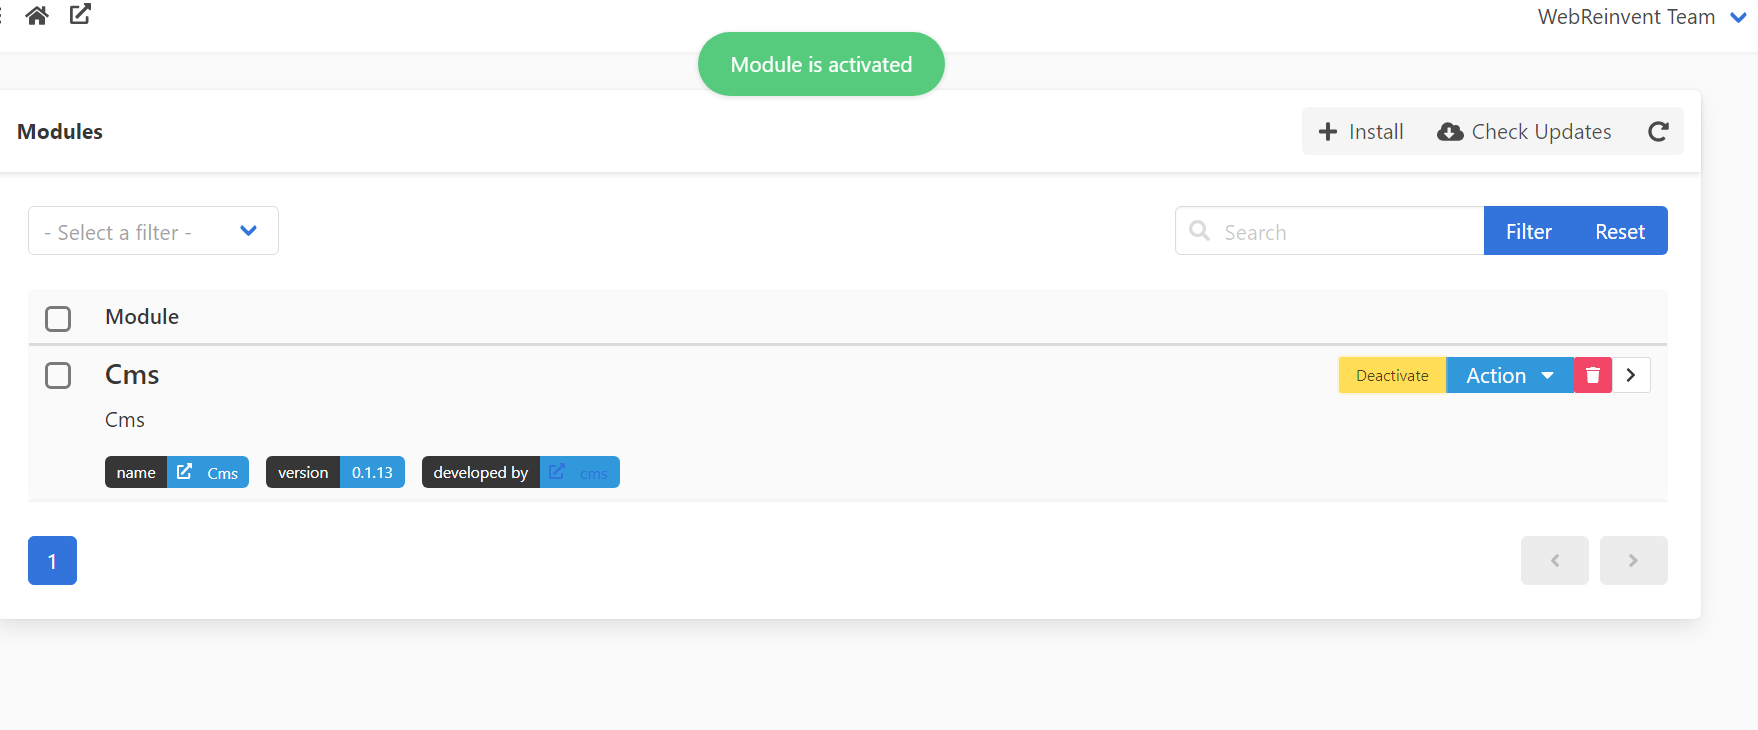 WebReinvent Team
Module is activated
Modules
Install
Check Updates
- Select a filter -
Search
Filter
Reset
Module
Cms
Deactivate
Action
Cms
name
Cms
version
0.1.13
developed by
cms
1